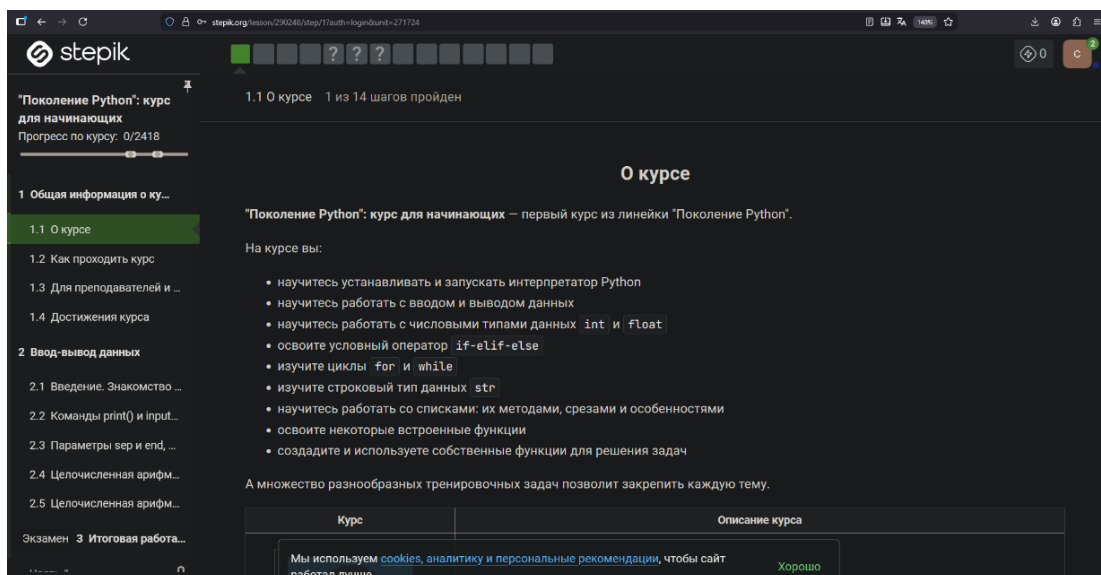 stepik.org/lesson/290248/step/1?auth=login&unit=271724
140%
stepik
? ? ?
0
с
2
"Поколение Python": курс для начинающих
Прогресс по курсу: 0/2418
1 Общая информация о ку...
1.1 О курсе
1.2 Как проходить курс
1.3 Для преподавателей и ...
1.4 Достижения курса
2 Ввод-вывод данных
2.1 Введение. Знакомство ...
2.2 Команды print() и input...
2.3 Параметры sep и end, ...
2.4 Целочисленная арифм...
2.5 Целочисленная арифм...
Экзамен 3 Итоговая работа...
1.1 О курсе 1 из 14 шагов пройден
О курсе
"Поколение Python": курс для начинающих — первый курс из линейки "Поколение Python".
На курсе вы:
• научитесь устанавливать и запускать интерпретатор Python
• научитесь работать с вводом и выводом данных
• научитесь работать с числовыми типами данных int и float
• освоите условный оператор if-elif-else
• изучите циклы for и while
• изучите строковый тип данных str
• научитесь работать со списками: их методами, срезами и особенностями
• освоите некоторые встроенные функции
• создадите и используете собственные функции для решения задач
А множество разнообразных тренировочных задач позволит закрепить каждую тему.
Курс Описание курса
Мы используем cookies, аналитику и персональные рекомендации, чтобы сайт
работал лучше
Хорошо